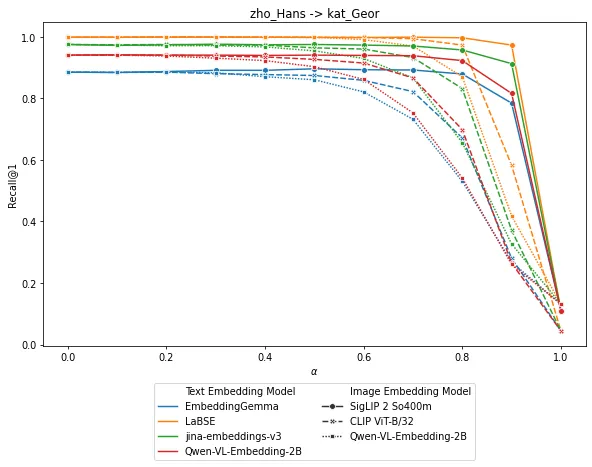 zho_Hans -> kat_Geor
Recall@1
1.0
0.8
0.6
0.4
0.2
0.0
0.0 0.2 0.4 0.6 0.8 1.0
α
Text Embedding Model
EmbeddingGemma
LaBSE
jina-embeddings-v3
Qwen-VL-Embedding-2B
Image Embedding Model
SigLIP 2 So400m
CLIP ViT-B/32
Qwen-VL-Embedding-2B